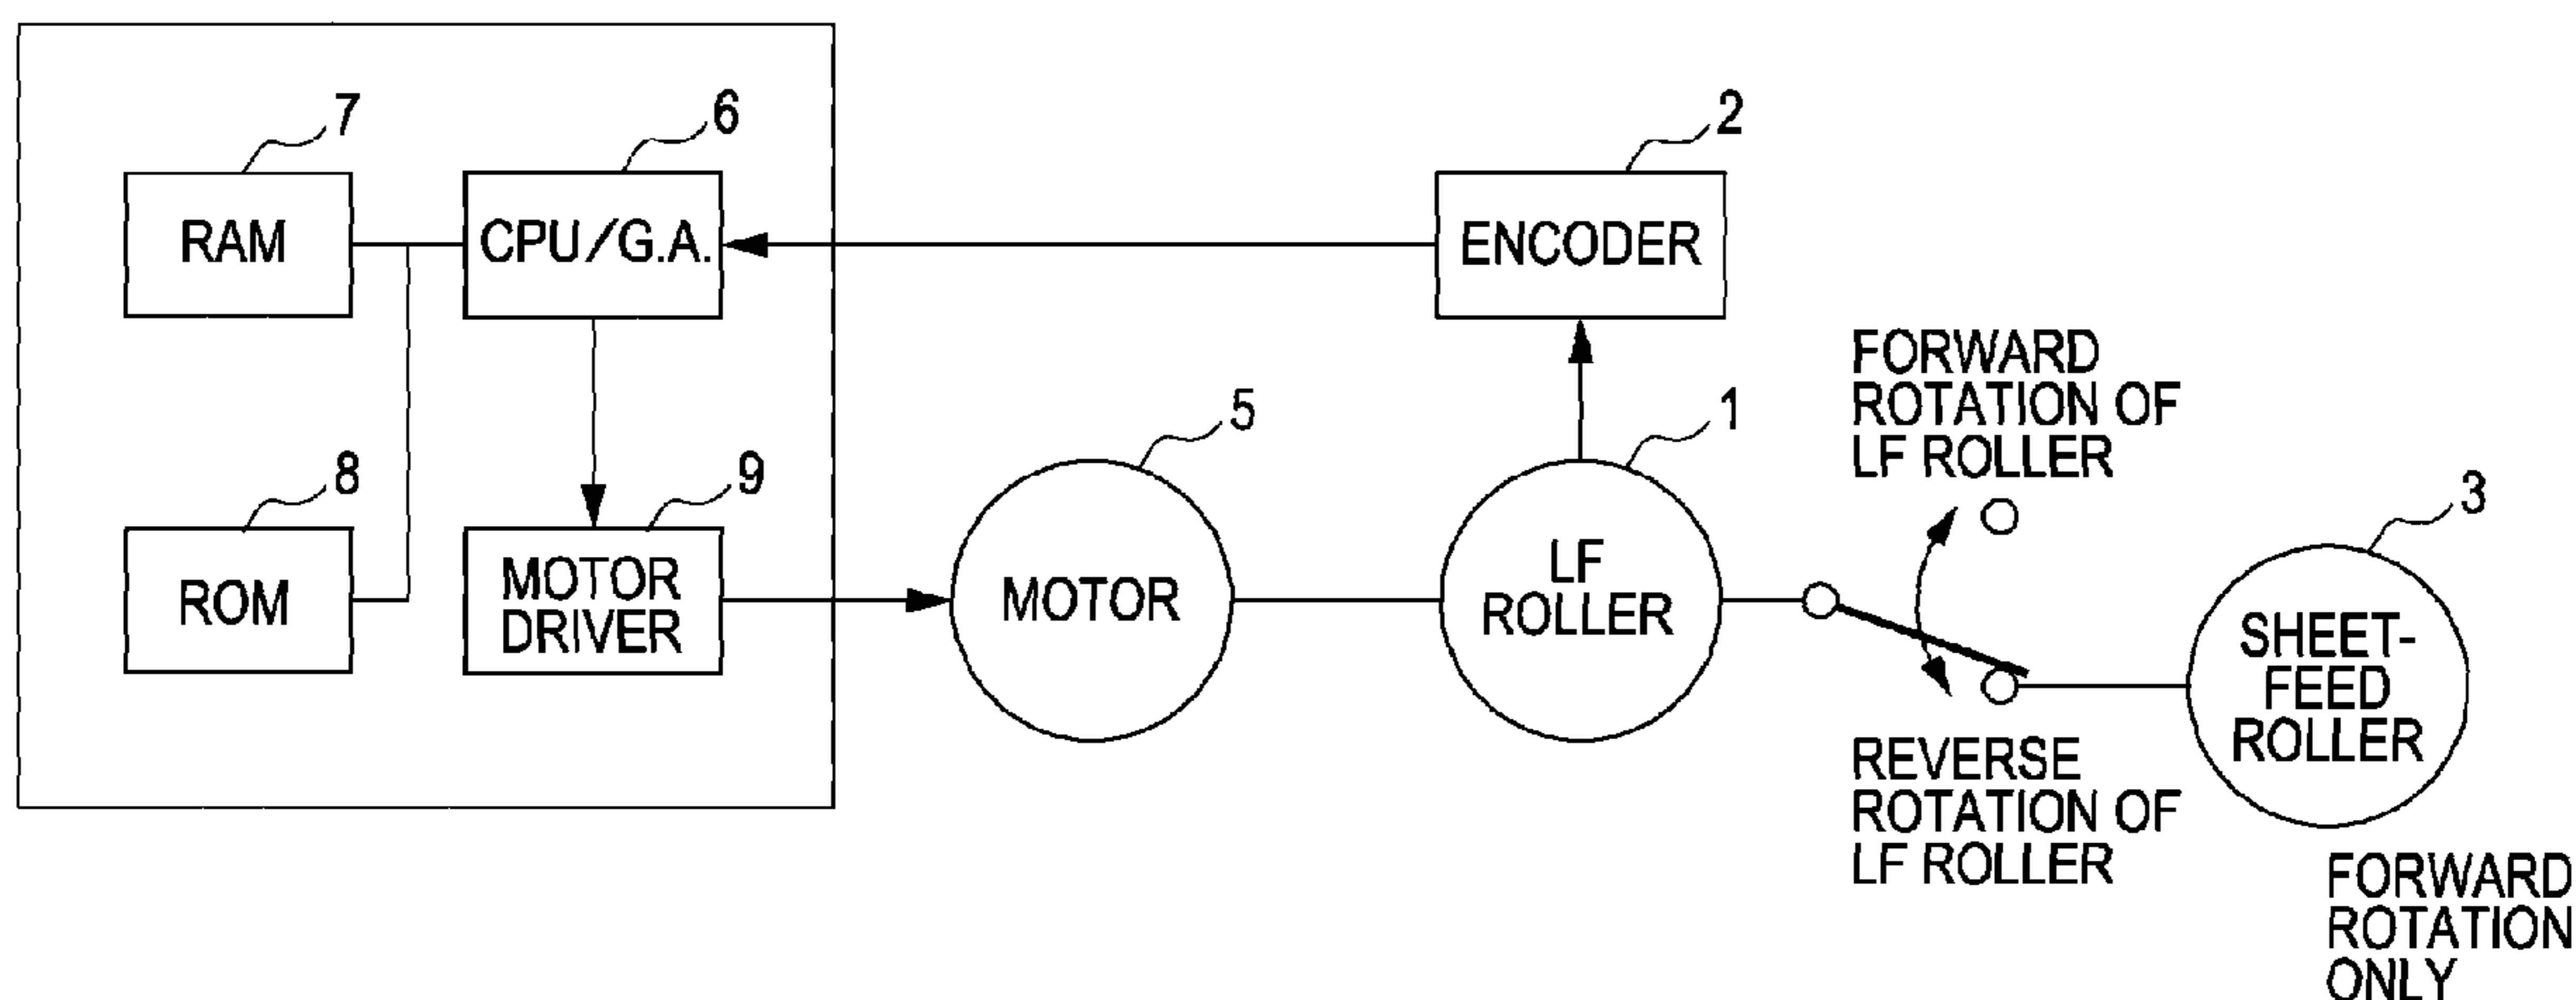 7
6
2
RAM
CPU/G.A.
ENCODER
FORWARD
ROTATION OF
LF ROLLER
5
1
8
9
3
ROM
MOTOR
DRIVER
MOTOR
LF
ROLLER
SHEET-
FEED
ROLLER
REVERSE
ROTATION OF
LF ROLLER
FORWARD
ROTATION
ONLY